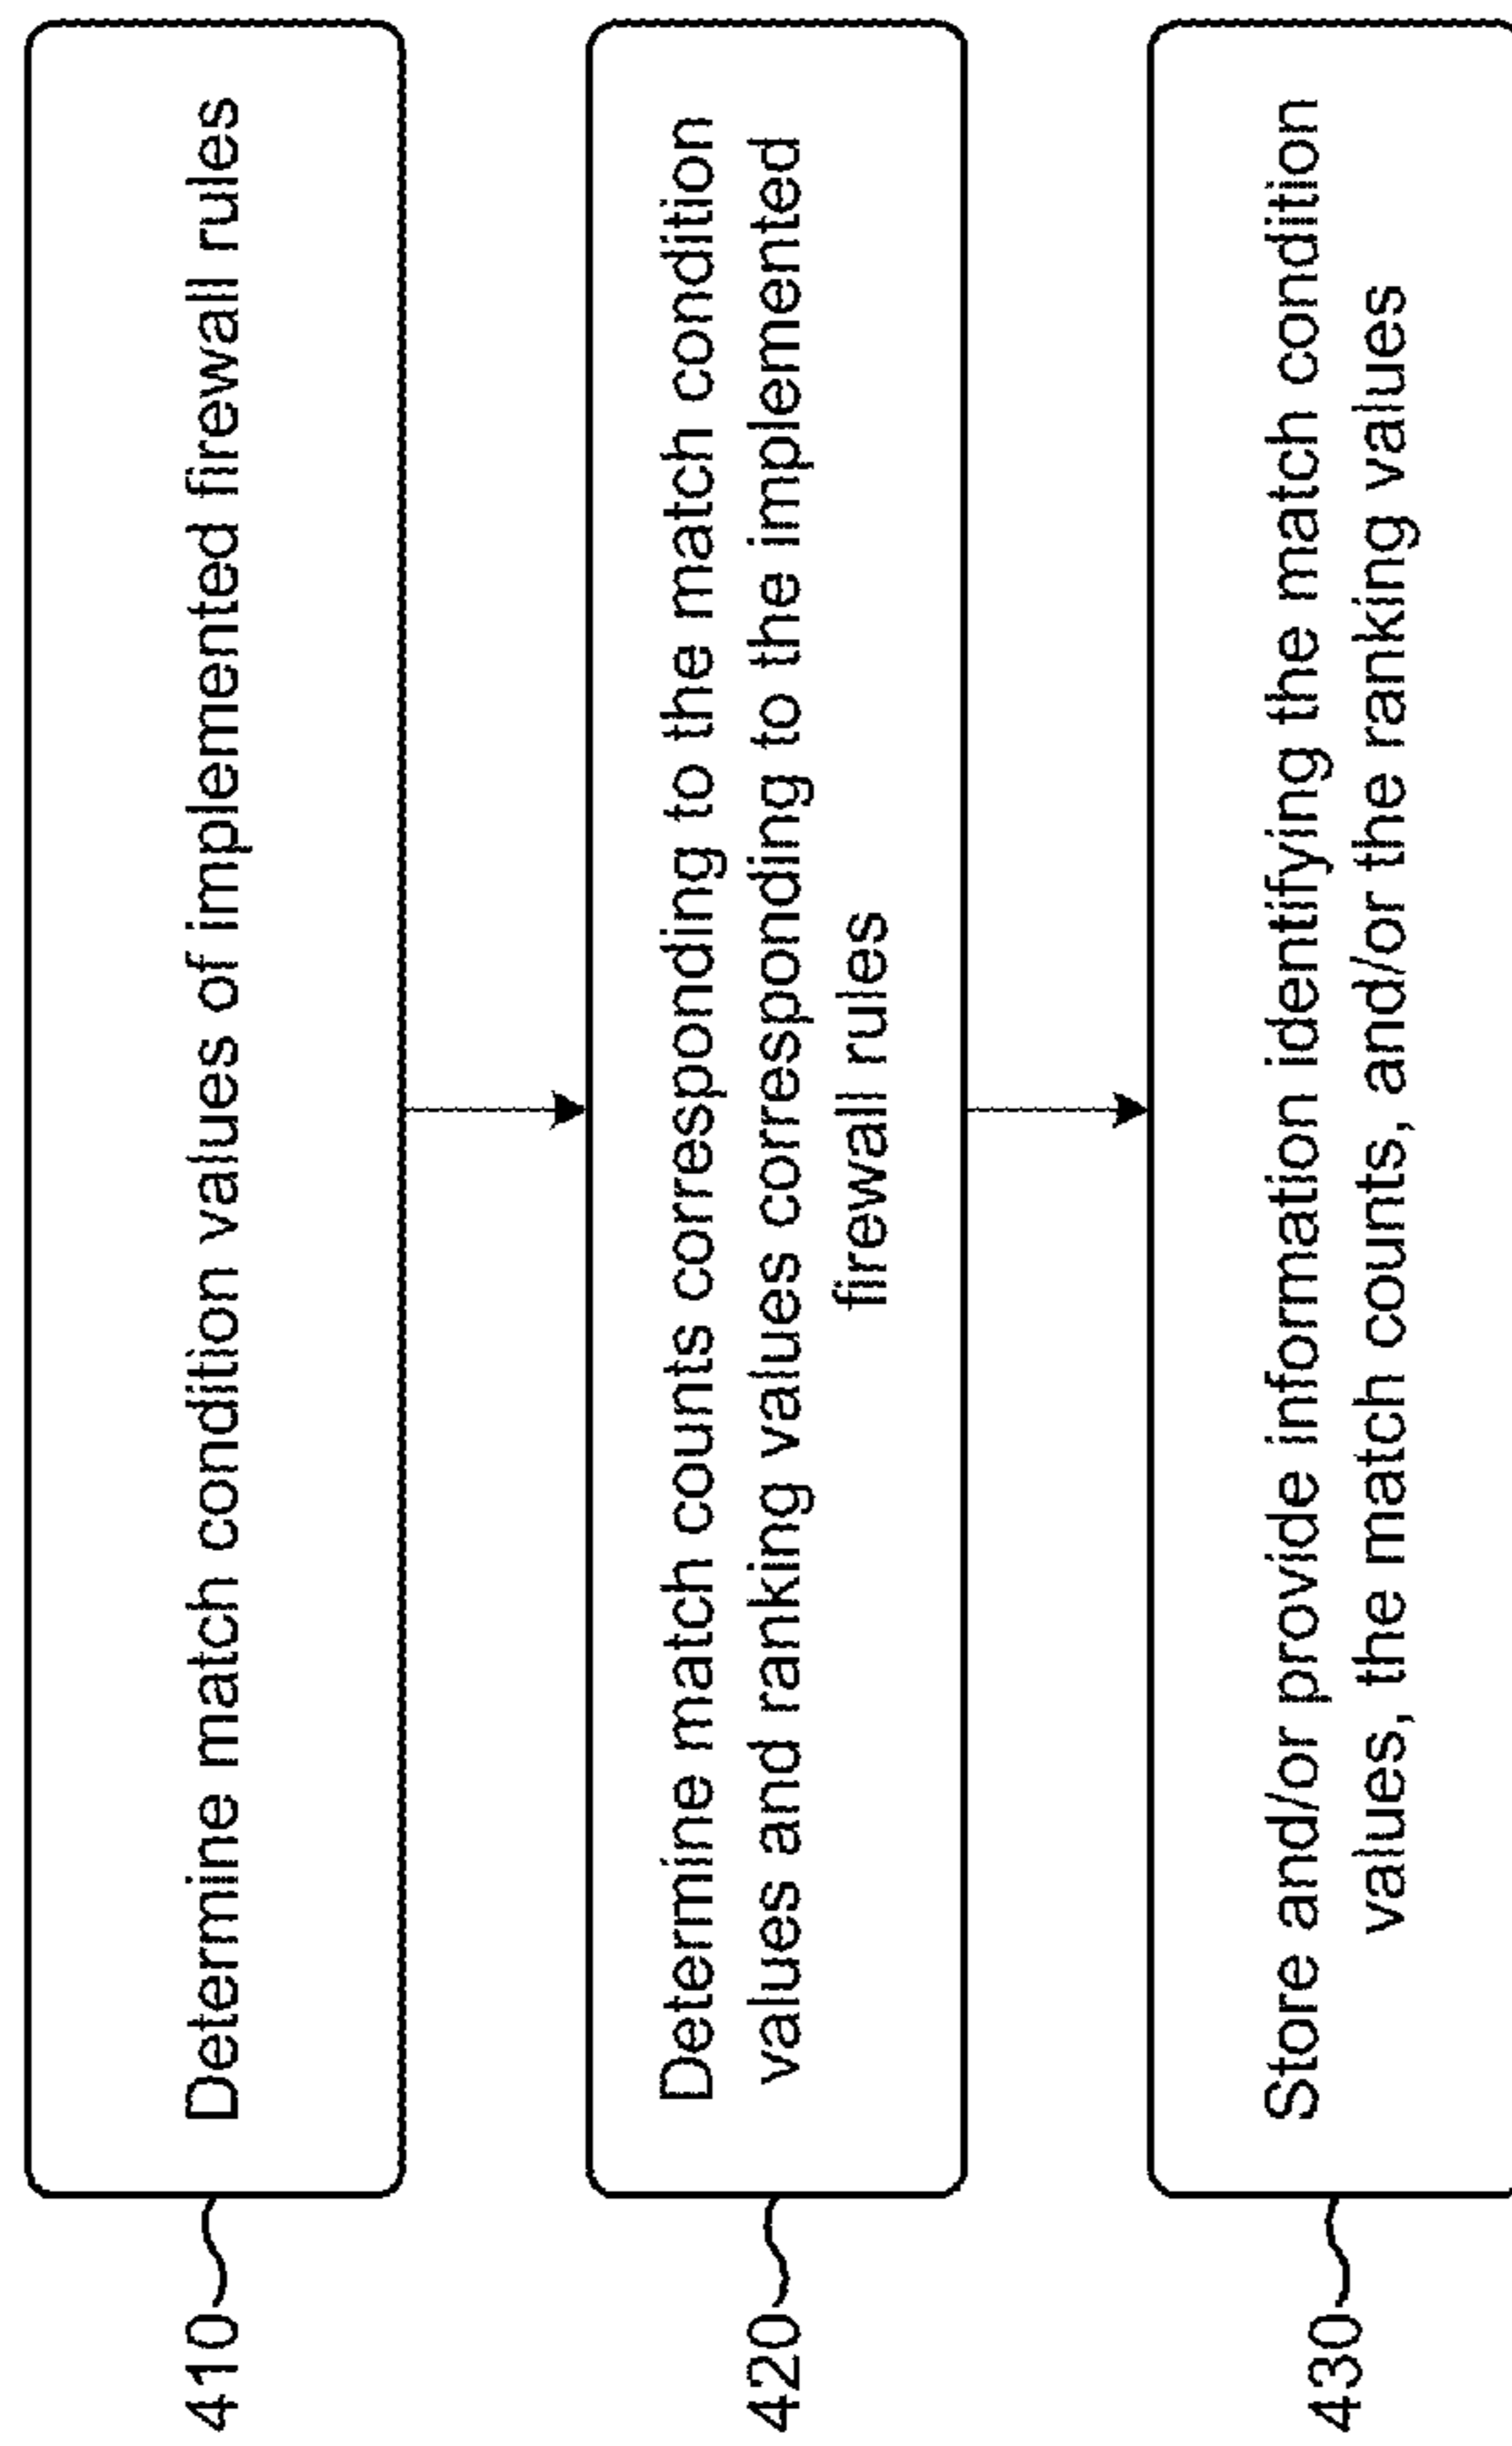 410
Determine match condition values of implemented firewall rules
420
Determine match counts corresponding to the match condition
values and ranking values corresponding to the implemented
firewall rules
430
Store and/or provide information identifying the match condition
values, the match counts, and/or the ranking values